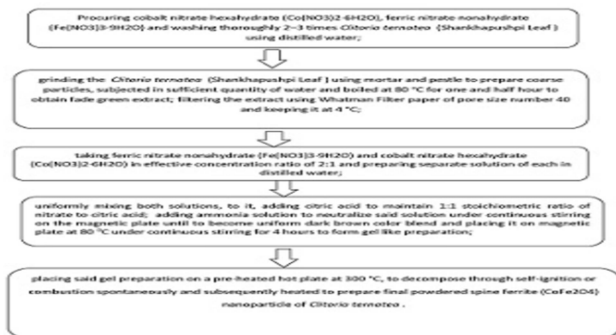 Procuring cobalt nitrate hexahydrate (Co(NO3)2·6H2O), ferric nitrate nonahydrate
(Fe(NO3)3·9H2O) and washing thoroughly 2–3 times Clitoria ternatea (Shankhapushpi Leaf )
using distilled water;
grinding the Clitoria ternatea (Shankhapushpi Leaf ) using mortar and pestle to prepare coarse
particles, subjected in sufficient quantity of water and boiled at 80 °C for one and half hour to
obtain fade green extract; filtering the extract using Whatman Filter paper of pore size number 40
and keeping it at 4 °C;
taking ferric nitrate nonahydrate (Fe(NO3)3·9H2O) and cobalt nitrate hexahydrate
(Co(NO3)2·6H2O) in effective concentration ratio of 2:1 and preparing separate solution of each in
distilled water;
uniformly mixing both solutions, to it, adding citric acid to maintain 1:1 stoichiometric ratio of
nitrate to citric acid; adding ammonia solution to neutralize said solution under continuous stirring
on the magnetic plate until to become uniform dark brown color blend and placing it on magnetic
plate at 80 °C under continuous stirring for 4 hours to form gel like preparation;
placing said gel preparation on a pre-heated hot plate at 300 °C, to decompose through self-ignition or
combustion spontaneously and subsequently heated to prepare final powdered spine ferrite (CoFe2O4)
nanoparticle of Clitoria ternatea .